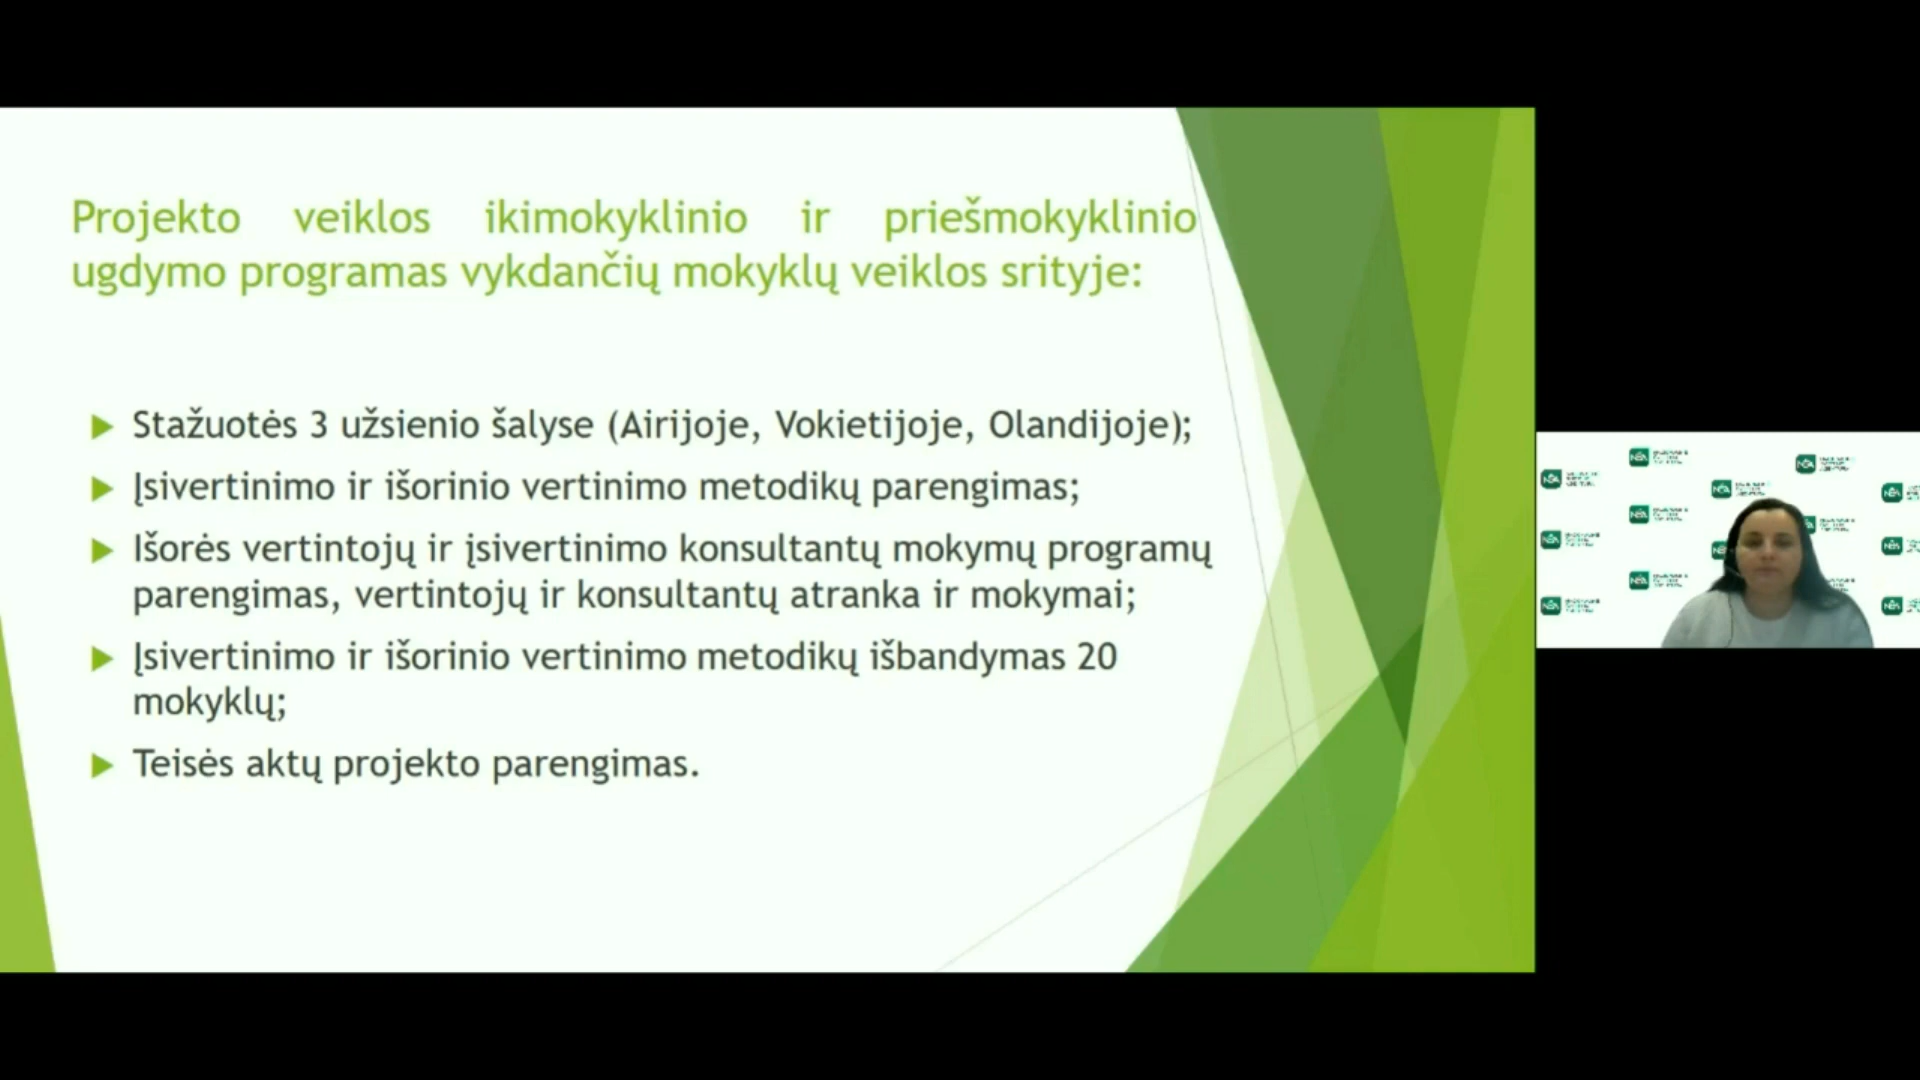 Projekto veiklos ikimokyklinio ir priešmokyklinio
ugdymo programas vykdančių mokyklų veiklos srityje:
Stažuotės 3 užsienio šalyse (Airijoje, Vokietijoje, Olandijoje);
Įsivertinimo ir išorinio vertinimo metodikų parengimas;
Išorės vertintojų ir įsivertinimo konsultantų mokymų programų
parengimas, vertintojų ir konsultantų atranka ir mokymai;
Įsivertinimo ir išorinio vertinimo metodikų išbandymas 20
mokyklų;
Teisės aktų projekto parengimas.